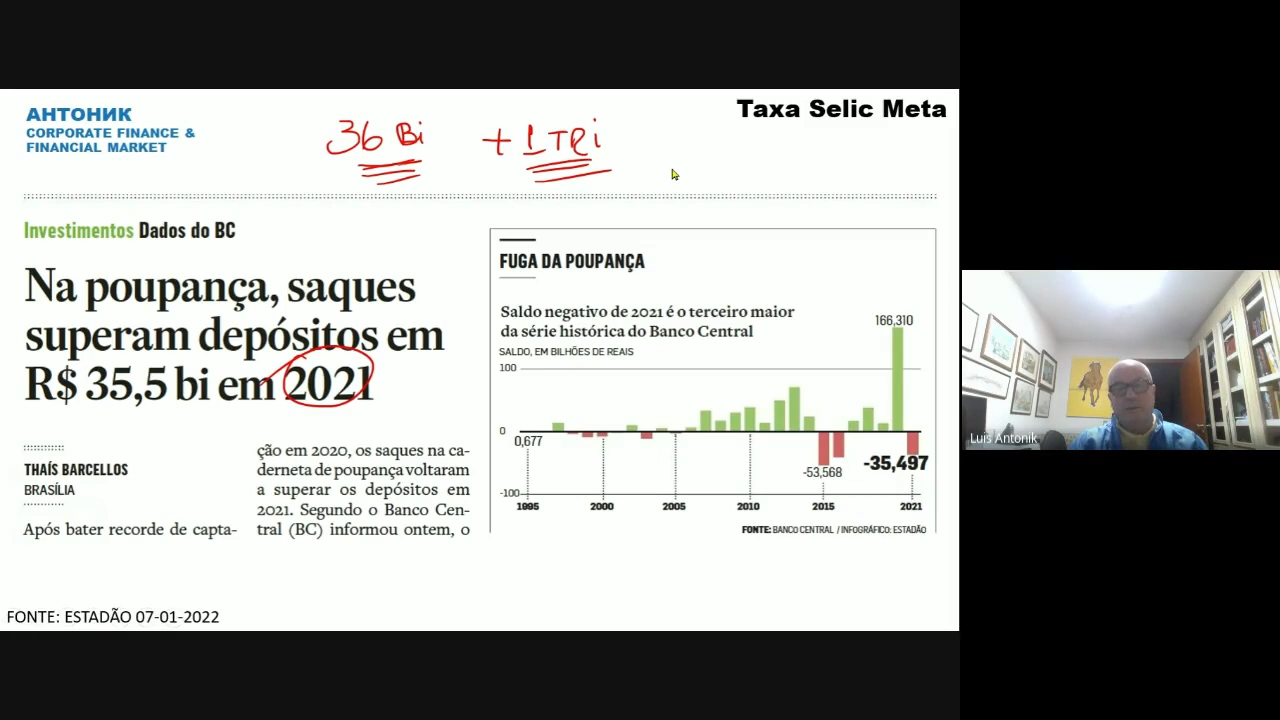 АНТОНИК
CORPORATE FINANCE &
FINANCIAL MARKET
Taxa Selic Meta
36 Bi + 1 TRi
Investimentos Dados do BC
Na poupança, saques
superam depósitos em
R$ 35,5 bi em 2021
THAÍS BARCELLOS
BRASÍLIA
Após bater recorde de capta-
ção em 2020, os saques na ca-
derneta de poupança voltaram
a superar os depósitos em
2021. Segundo o Banco Cen-
tral (BC) informou ontem, o
FUGA DA POUPANÇA
Saldo negativo de 2021 é o terceiro maior
da série histórica do Banco Central
SALDO, EM BILHÕES DE REAIS
166,310
100
0
0,677
-53,568
-35,497
-100
1995 2000 2005 2010 2015 2021
FONTE: BANCO CENTRAL / INFOGRÁFICO: ESTADÃO
FONTE: ESTADÃO 07-01-2022
Luis Antonik